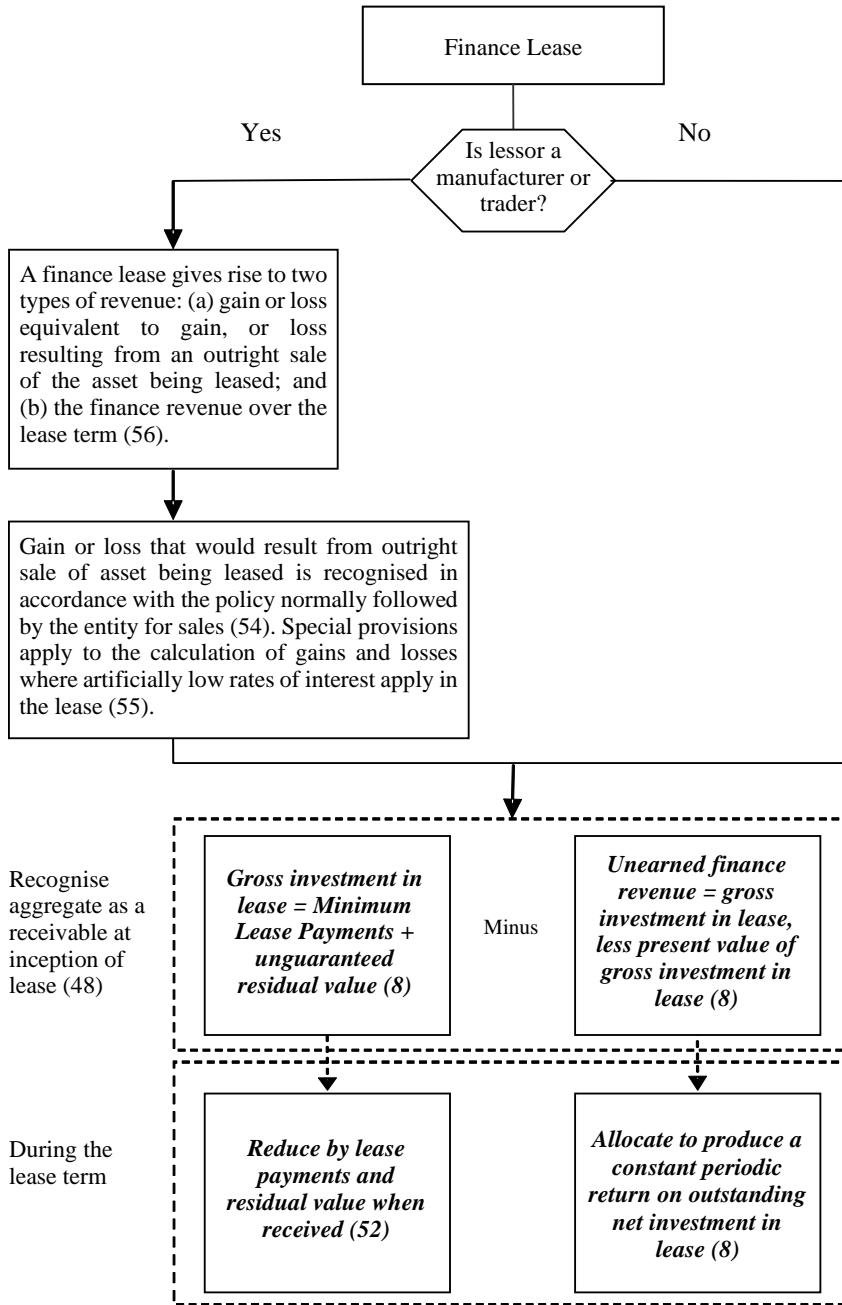 Finance Lease
Yes
No
Is lessor a
manufacturer or
trader?
A finance lease gives rise to two
types of revenue: (a) gain or loss
equivalent to gain, or loss
resulting from an outright sale
of the asset being leased; and
(b) the finance revenue over the
lease term (56).
Gain or loss that would result from outright
sale of asset being leased is recognised in
accordance with the policy normally followed
by the entity for sales (54). Special provisions
apply to the calculation of gains and losses
where artificially low rates of interest apply in
the lease (55).
Recognise
aggregate as a
receivable at
inception of
lease (48)
Gross investment in
lease = Minimum
Lease Payments +
unguaranteed
residual value (8)
Minus
Unearned finance
revenue = gross
investment in lease,
less present value of
gross investment in
lease (8)
During the
lease term
Reduce by lease
payments and
residual value when
received (52)
Allocate to produce a
constant periodic
return on outstanding
net investment in
lease (8)